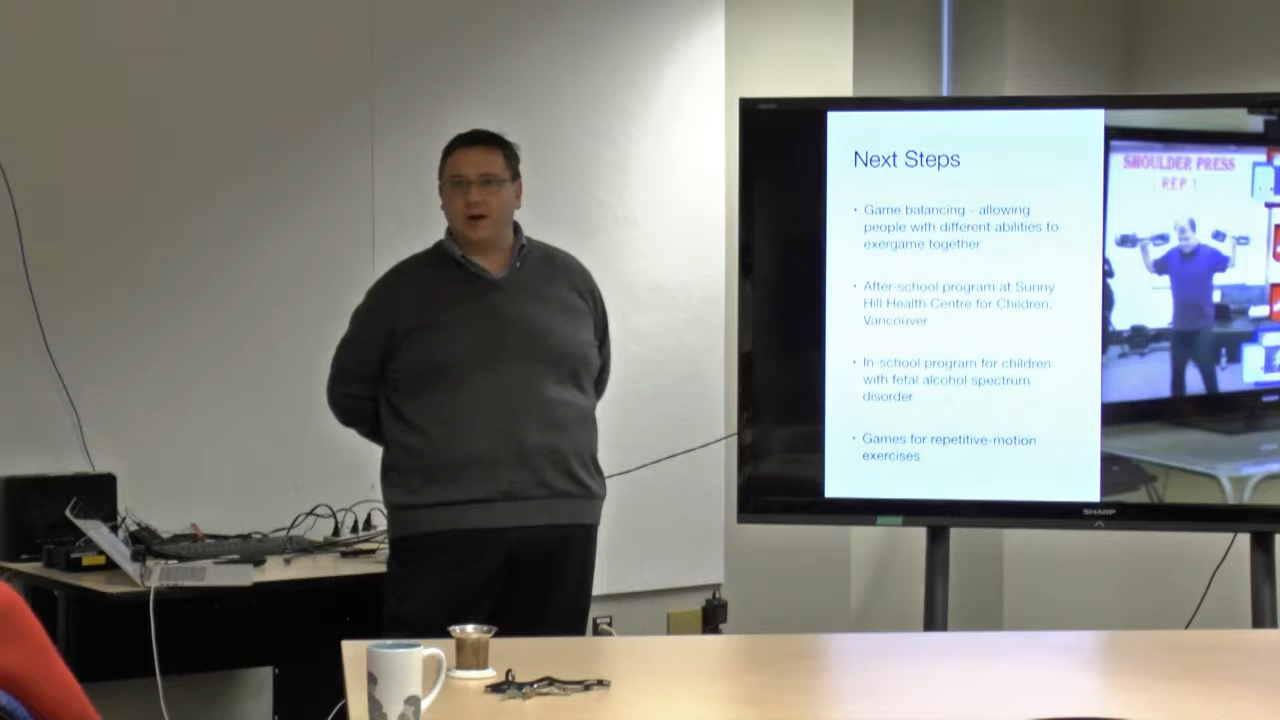 Next Steps
• Game balancing - allowing
people with different abilities to
exergame together
• After-school program at Sunny
Hill Health Centre for Children,
Vancouver
• In-school program for children
with fetal alcohol spectrum
disorder
• Games for repetitive-motion
exercises
SHOULDER PRESS
REP 1
SHARP